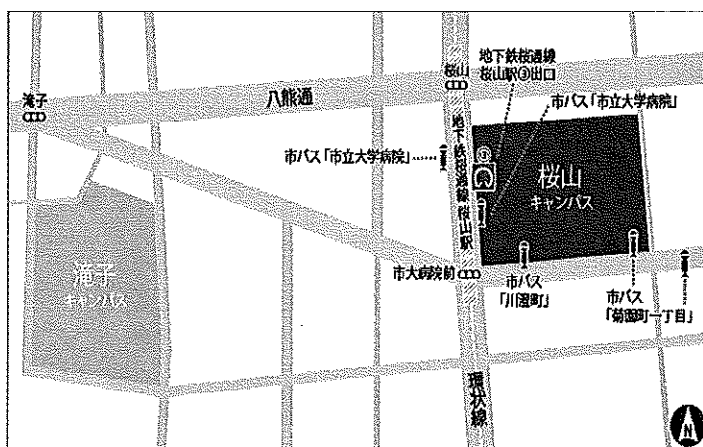 地下鉄桜通線
桜山駅③出口
桜山
市バス「市立大学病院」
滝子
八熊通
市バス「市立大学病院」
地下鉄桜通線桜山駅
③
桜山
キャンパス
滝子
キャンパス
市大病院前
市バス
「川澄町」
市バス
「菊園町一丁目」
環状線
N